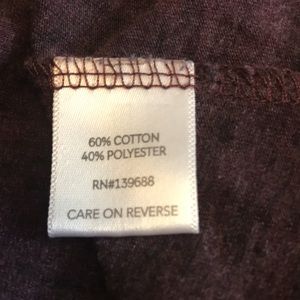 60% COTTON
40% POLYESTER
RN#139688
CARE ON REVERSE